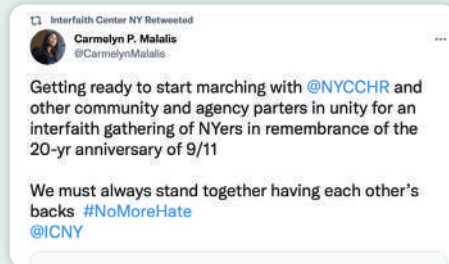 Interfaith Center NY Retweeted
Carmelyn P. Malalis
@CarmelynMalalis
Getting ready to start marching with @NYCCHR and
other community and agency parters in unity for an
interfaith gathering of NYers in remembrance of the
20-yr anniversary of 9/11
We must always stand together having each other's
backs #NoMoreHate
@ICNY